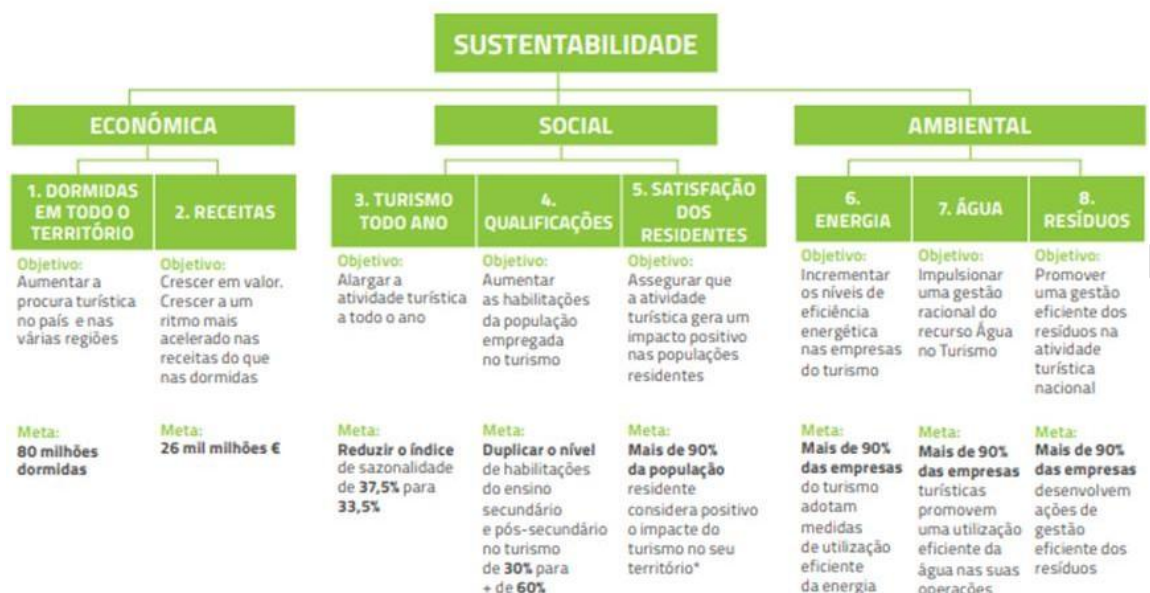 SUSTENTABILIDADE
ECONÓMICA
SOCIAL
AMBIENTAL
1. DORMIDAS
EM TODO O
TERRITÓRIO
Objetivo:
Aumentar a
procura turística
no país e nas
várias regiões
Meta:
80 milhões
dormidas
2. RECEITAS
Objetivo:
Crescer em valor.
Crescer a um
ritmo mais
acelerado nas
receitas do que
nas dormidas
Meta:
26 mil milhões €
3. TURISMO
TODO ANO
Objetivo:
Alargar a
atividade turística
a todo o ano
Meta:
Reduzir o índice
de sazonalidade
de 37,5% para
33,5%
4.
QUALIFICAÇÕES
Objetivo:
Aumentar
as habilitações
da população
empregada
no turismo
Meta:
Duplicar o nível
de habilitações
do ensino
secundário
e pós-secundário
no turismo
de 30% para
+ de 60%
5. SATISFAÇÃO
DOS
RESIDENTES
Objetivo:
Assegurar que
a atividade
turística gera um
impacto positivo
nas populações
residentes
Meta:
Mais de 90%
da população
residente
considera positivo
o impacte do
turismo no seu
território*
6.
ENERGIA
Objetivo:
Incrementar
os níveis de
eficiência
energética
nas empresas
do turismo
Meta:
Mais de 90%
das empresas
do turismo
adotam
medidas
de utilização
eficiente
da energia
7. ÁGUA
Objetivo:
Impulsionar
uma gestão
racional do
recurso Água
no Turismo
Meta:
Mais de 90%
das empresas
turísticas
promovem
uma utilização
eficiente da
água nas suas
operações
8.
RESÍDUOS
Objetivo:
Promover
uma gestão
eficiente dos
resíduos na
atividade
turística
nacional
Meta:
Mais de 90%
das empresas
desenvolvem
ações de
gestão
eficiente dos
resíduos